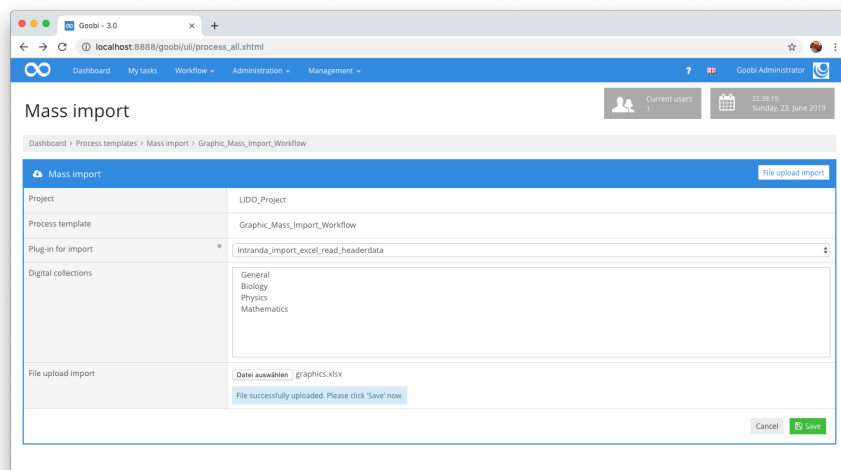 Goobi - 3.0
localhost:8888/goobi/uii/process_all.xhtml
Dashboard My tasks Workflow Administration Management ? Goobi Administrator
Mass import
Current users
1
22:38:19
Sunday, 23. June 2019
Dashboard > Process templates > Mass import > Graphic_Mass_Import_Workflow
Mass import File upload import
Project LIDO_Project
Process template Graphic_Mass_Import_Workflow
Plug-in for import * intranda_import_excel_read_headerdata
Digital collections General
Biology
Physics
Mathematics
File upload import Datei auswählen graphics.xlsx
File successfully uploaded. Please click 'Save' now.
Cancel Save